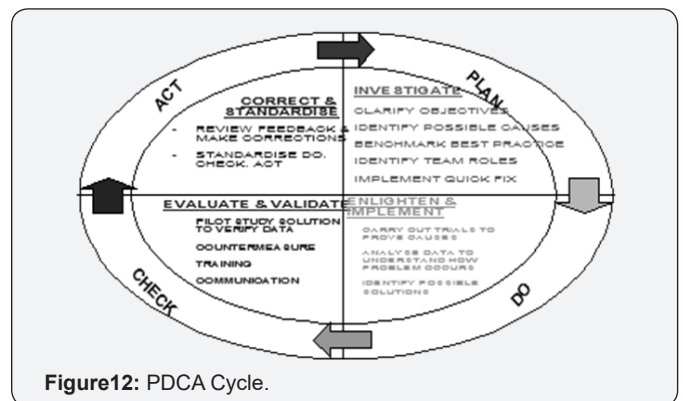 ACT
PLAN
CORRECT &
STANDARDISE
- REVIEW FEEDBACK &
MAKE CORRECTIONS
- STANDARDISE DO.
CHECK. ACT
INVESTIGATE
CLARIFY OBJECTIVES
IDENTIFY POSSIBLE CAUSES
BENCHMARK BEST PRACTICE
IDENTIFY TEAM ROLES
IMPLEMENT QUICK FIX
EVALUATE & VALIDATE
PILOT STUDY SOLUTION
TO VERIFY DATA
COUNTERMEASURE
TRAINING
COMMUNICATION
ENLIGHTEN &
IMPLEMENT
CARRY OUT TRIALS TO
PROVE CAUSES
ANALYSE DATA TO
UNDERSTAND HOW
PROBLEM OCCURS
IDENTIFY POSSIBLE
SOLUTIONS
CHECK
DO
Figure12: PDCA Cycle.